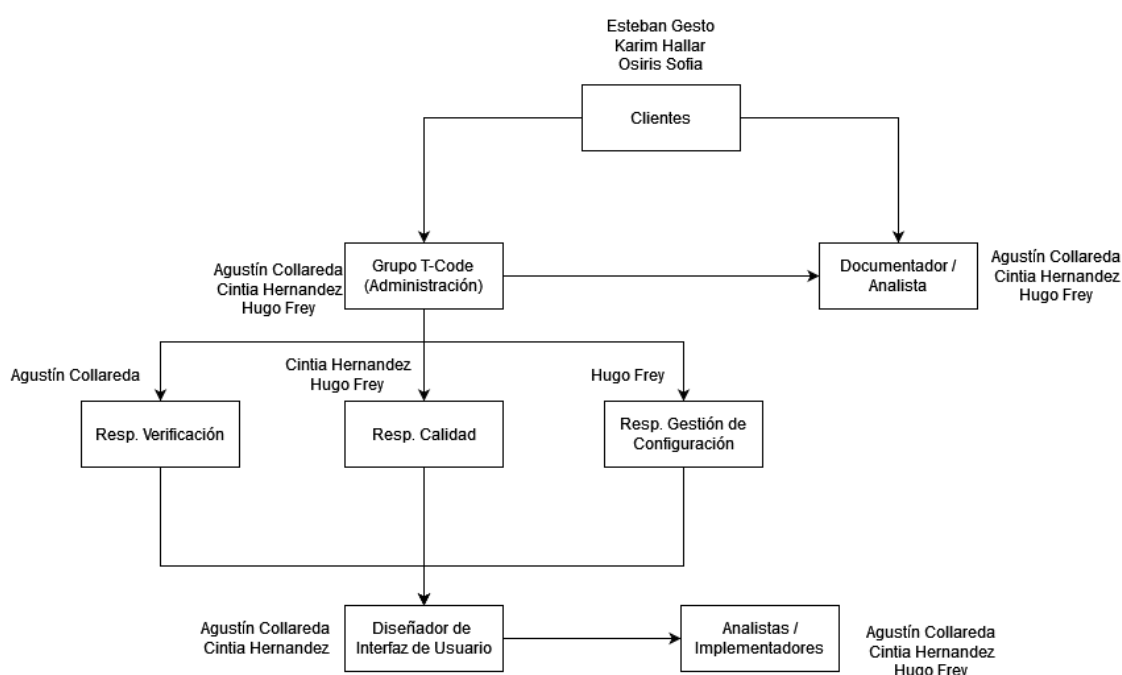 Esteban Gesto
Karim Hallar
Osiris Sofia
Clientes
Agustín Collareda
Cintia Hernandez
Hugo Frey
Grupo T-Code
(Administración)
Documentador /
Analista
Agustín Collareda
Cintia Hernandez
Hugo Frey
Agustín Collareda
Resp. Verificación
Cintia Hernandez
Hugo Frey
Resp. Calidad
Hugo Frey
Resp. Gestión de
Configuración
Agustín Collareda
Cintia Hernandez
Diseñador de
Interfaz de Usuario
Analistas /
Implementadores
Agustín Collareda
Cintia Hernandez
Hugo Frey